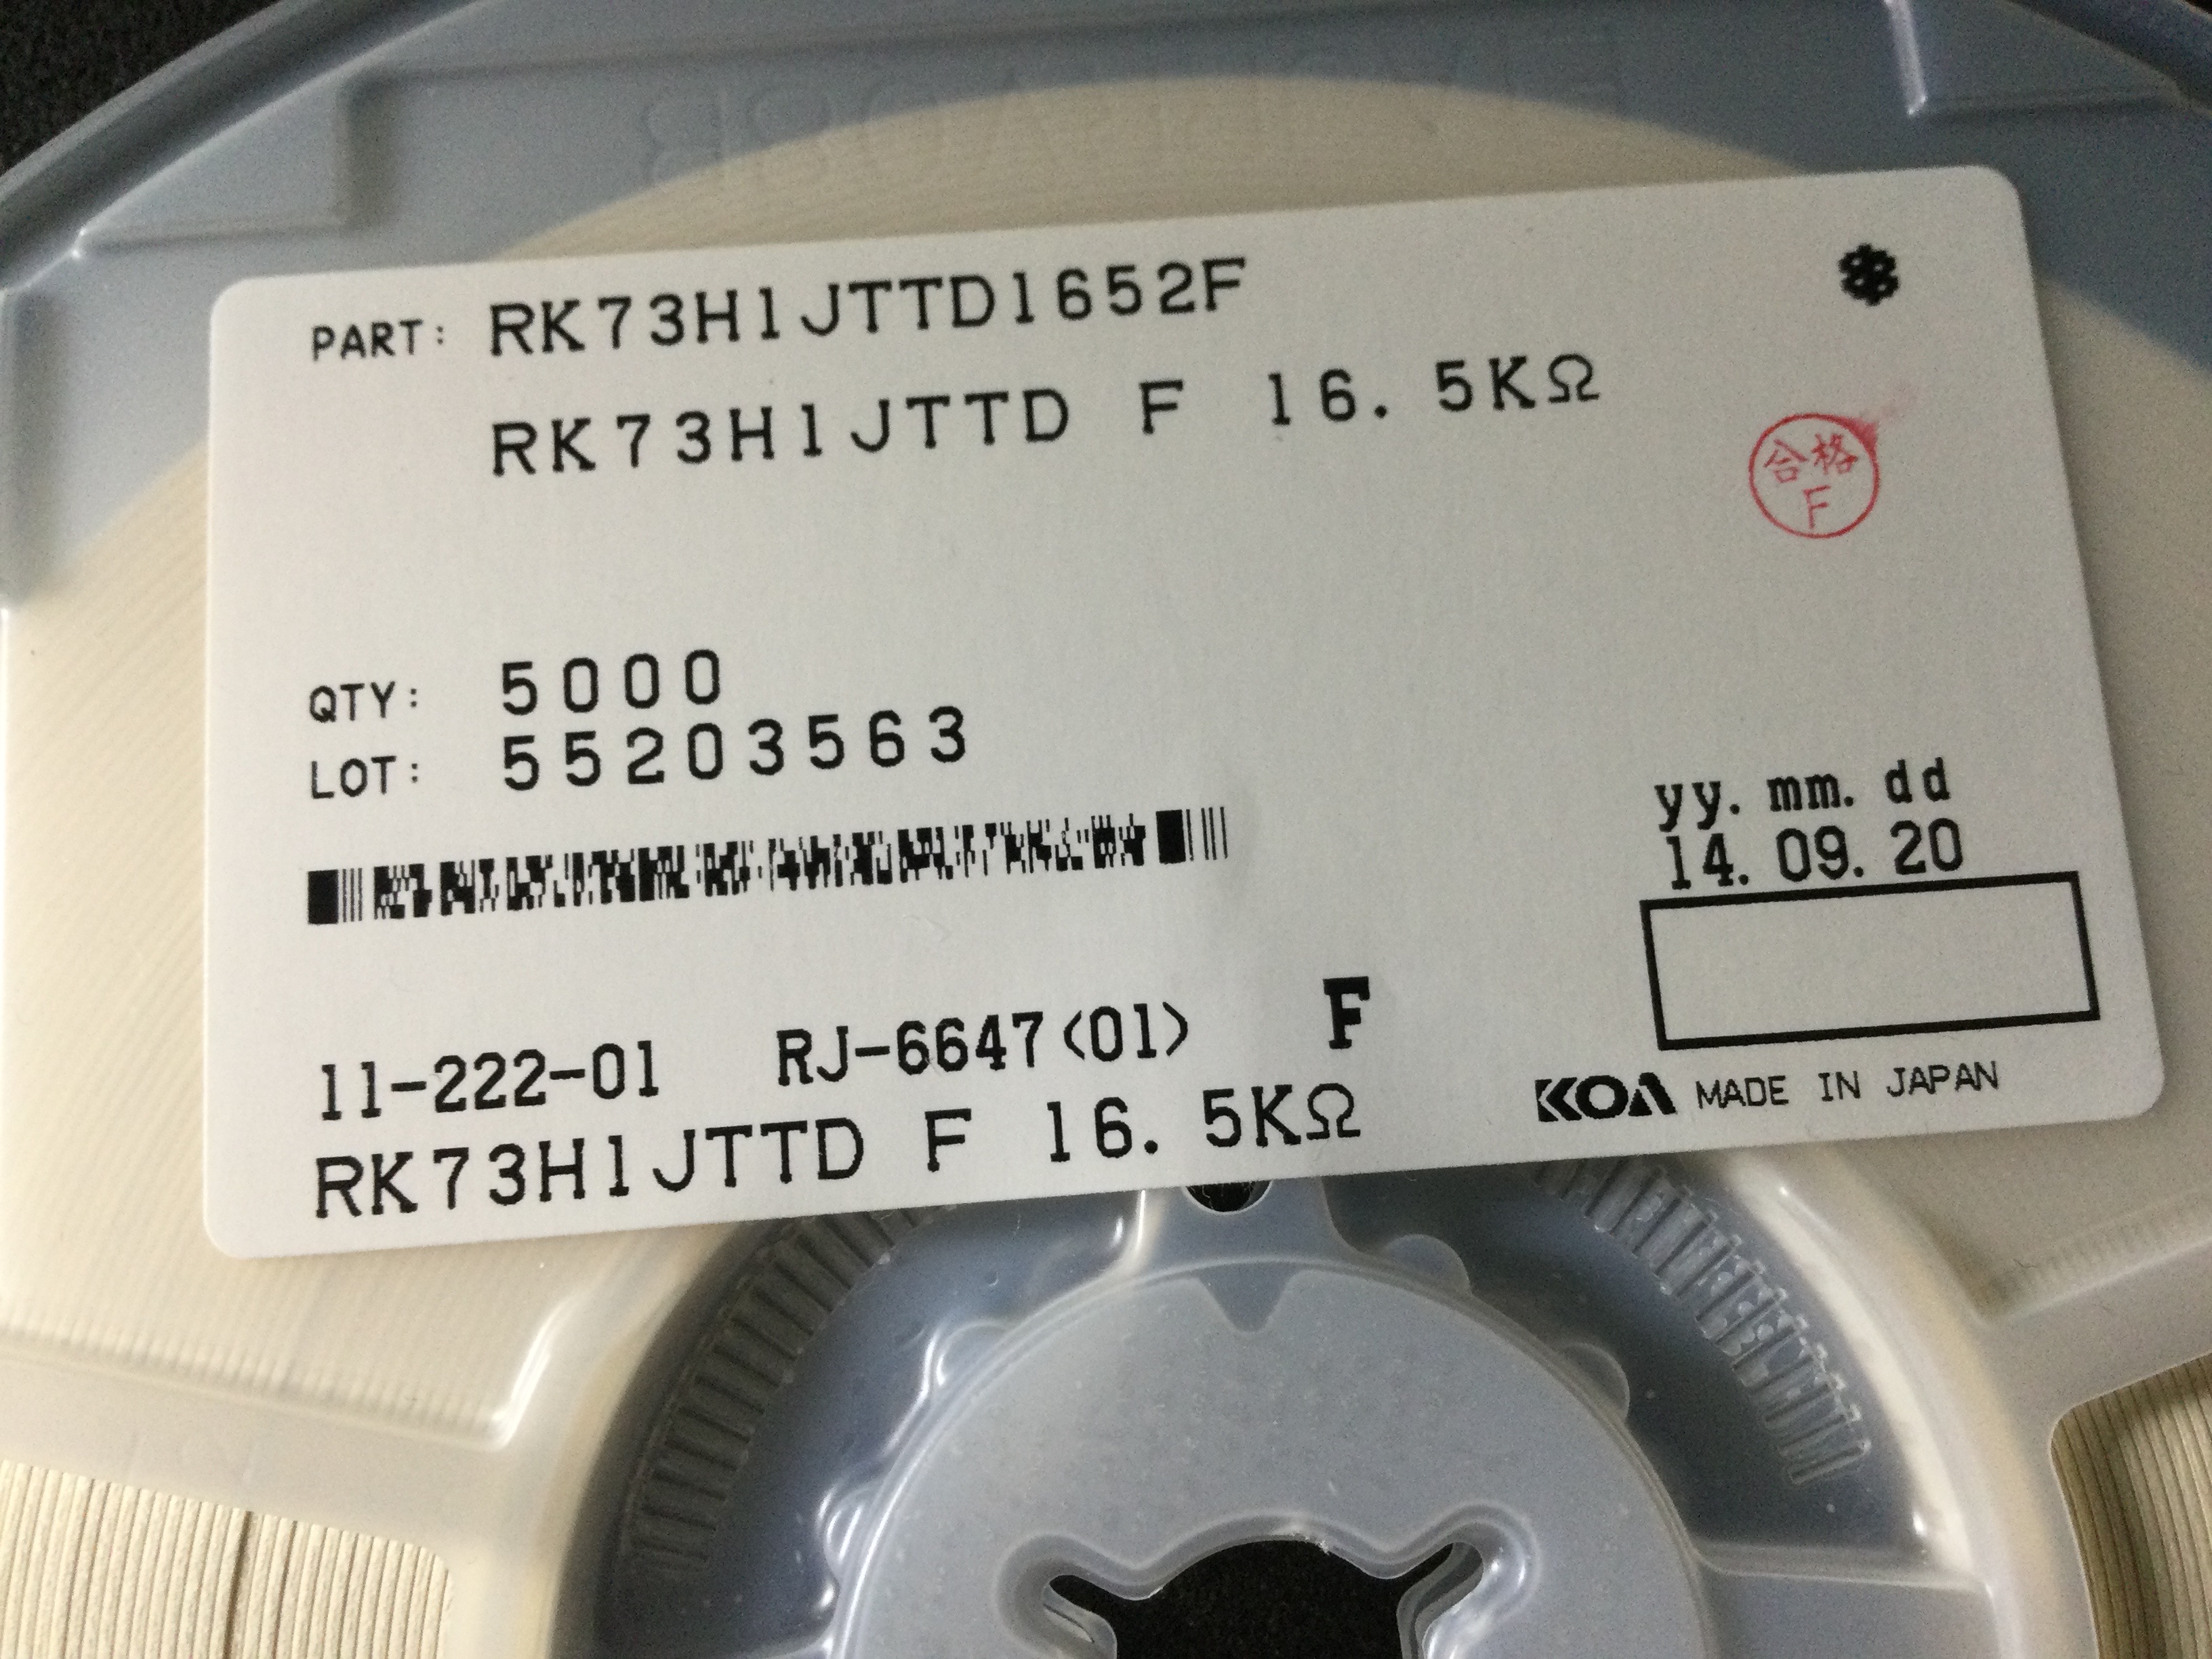 PART: RK73H1JTTD1652F
RK73H1JTTD F 16.5KΩ
合格
F
QTY: 5000
LOT: 55203563
yy.mm.dd
14.09.20
11-222-01 RJ-6647<01> F
RK73H1JTTD F 16.5KΩ
KOA MADE IN JAPAN